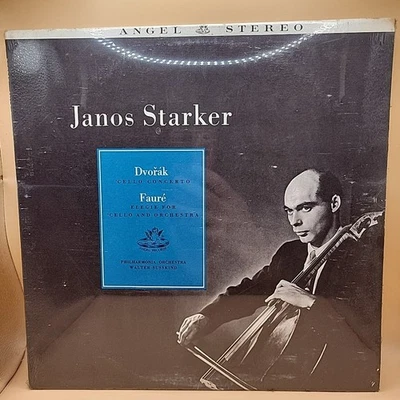 ANGEL STEREO
Janos Starker
Dvořák
CELLO CONCERTO
Fauré
ELEGIE FOR
CELLO AND ORCHESTRA
PHILHARMONIA ORCHESTRA
WALTER SUSSKIND